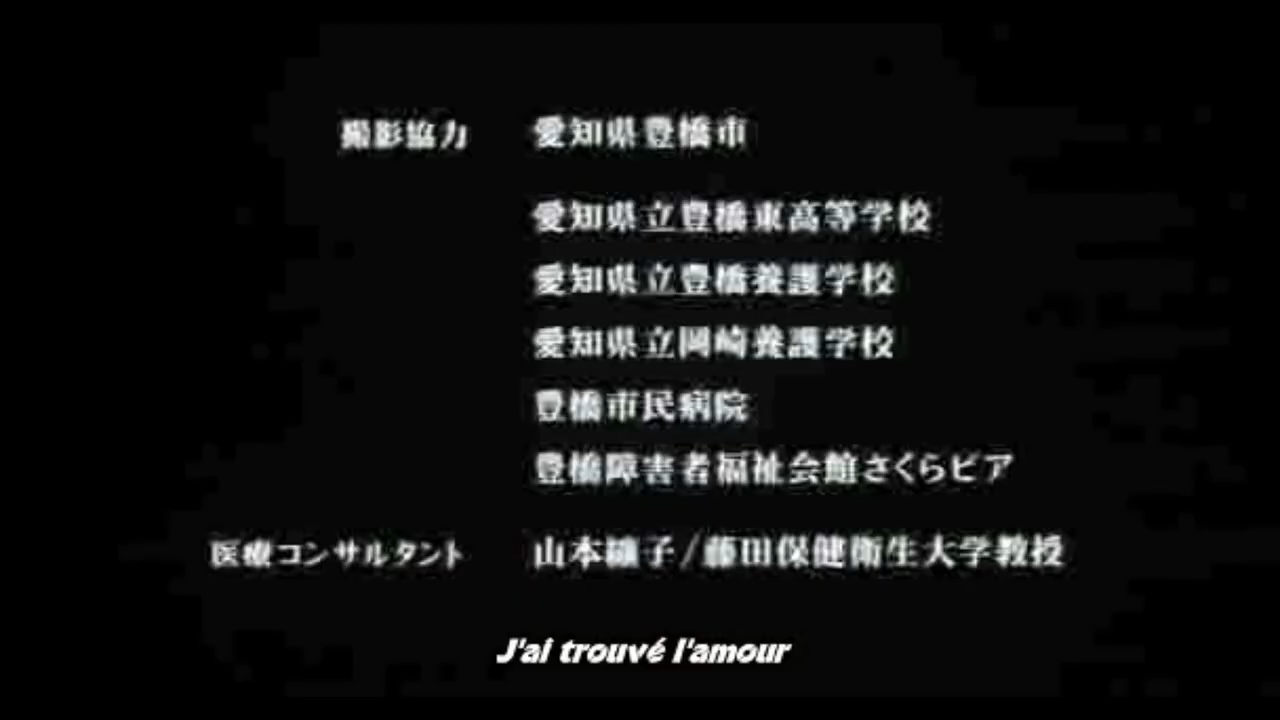 撮影協力 愛知県豊橋市
愛知県立豊橋東高等学校
愛知県立豊橋養護学校
愛知県立岡崎養護学校
豊橋市民病院
豊橋障害者福祉会館さくらピア
医療コンサルタント 山本纊子/藤田保健衛生大学教授
J'ai trouvé l'amour